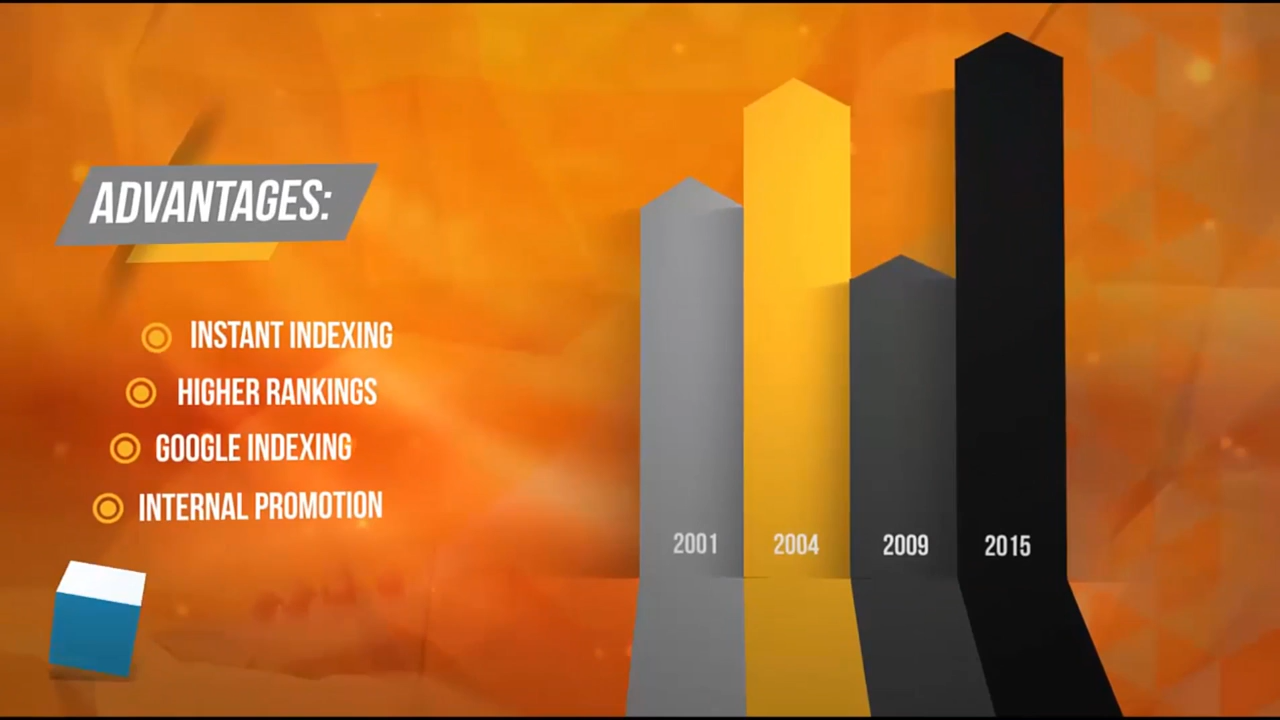 ADVANTAGES:
INSTANT INDEXING
HIGHER RANKINGS
GOOGLE INDEXING
INTERNAL PROMOTION
2001
2004
2009
2015